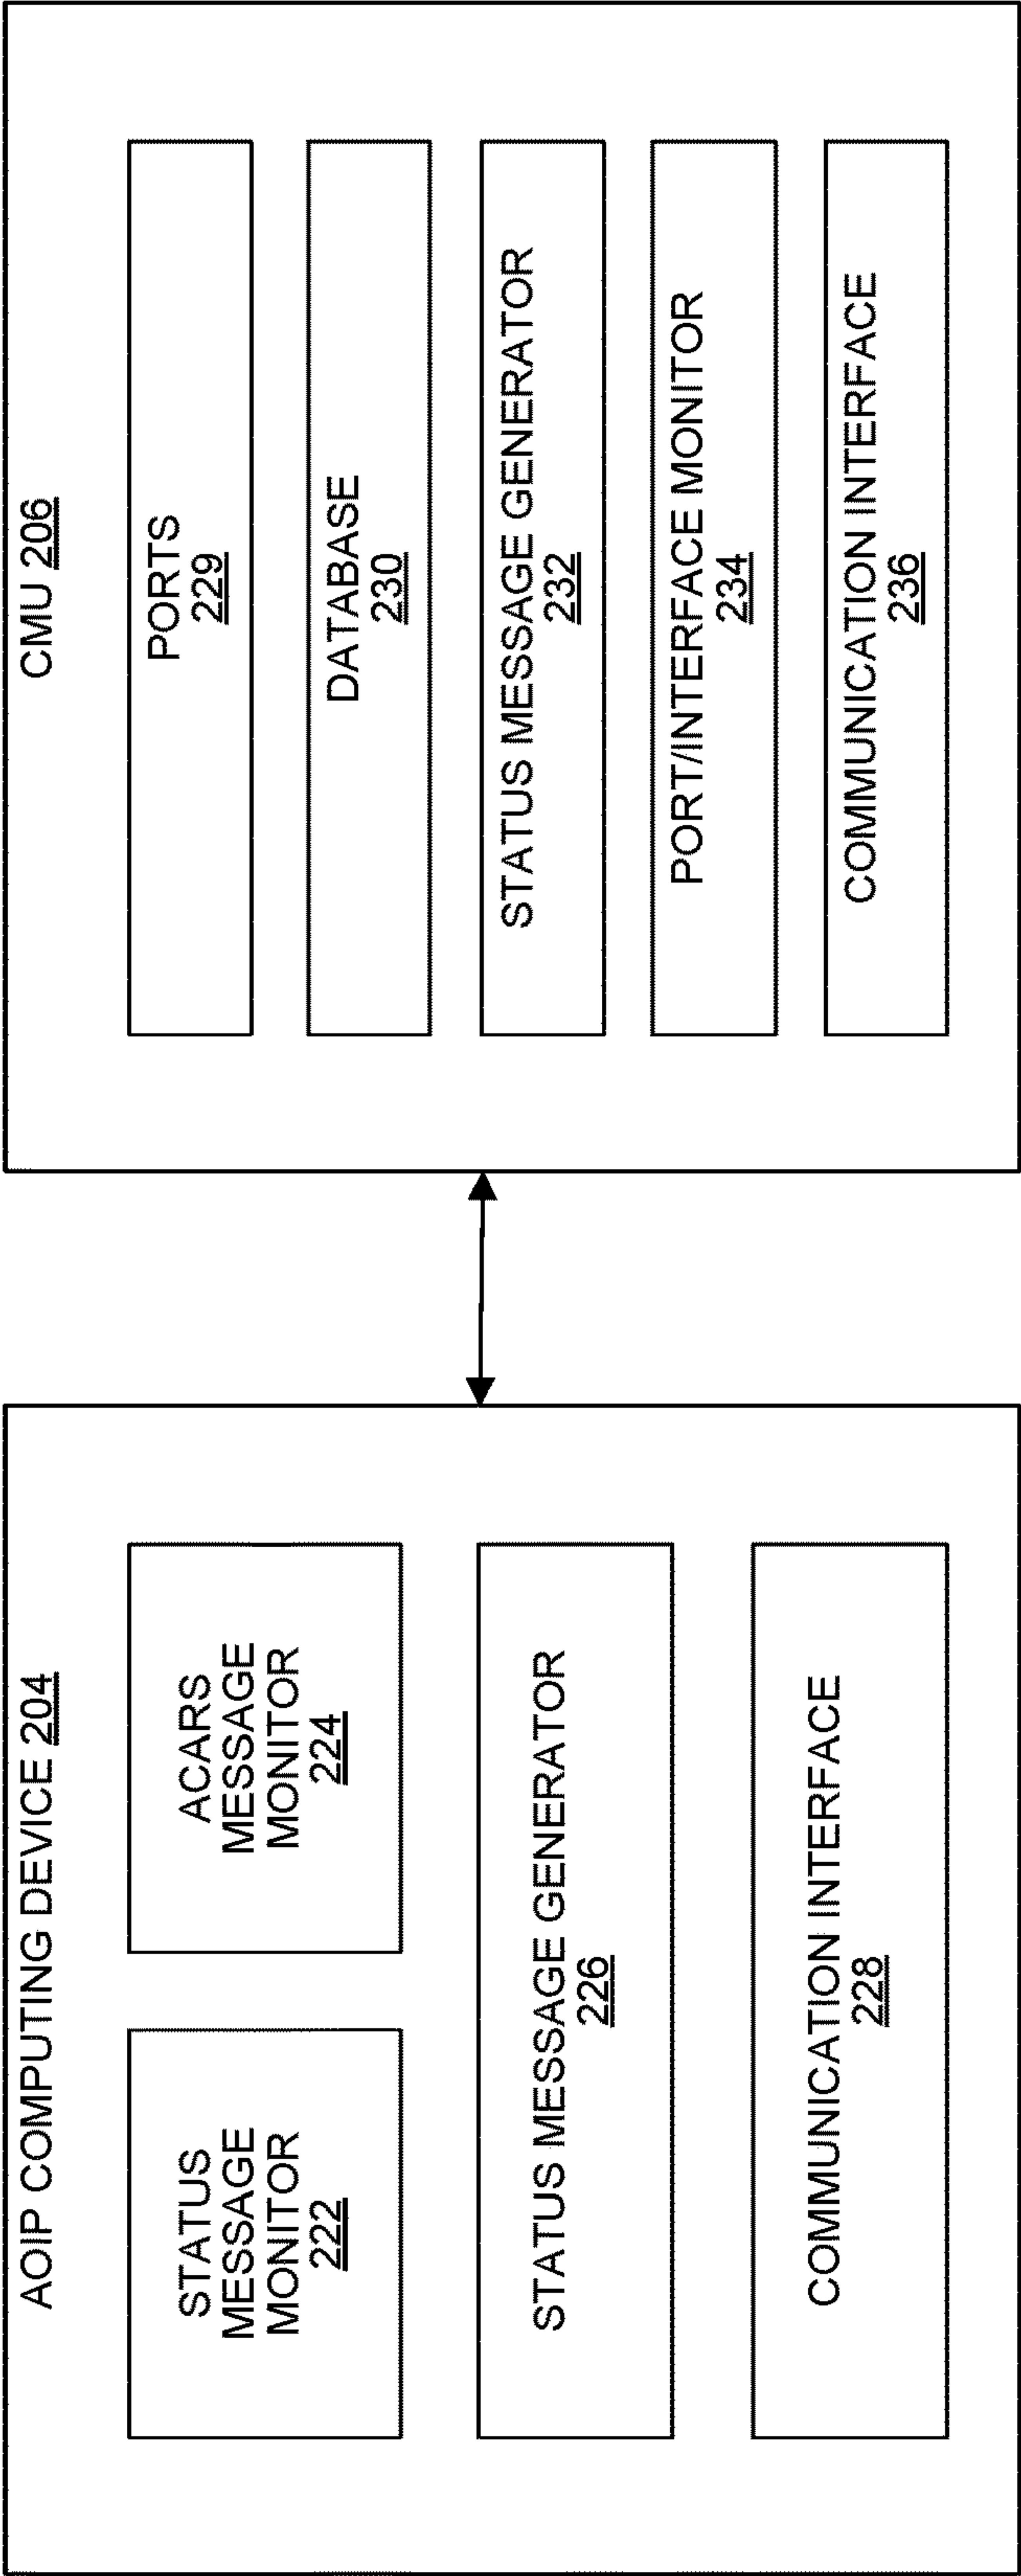 AOIP COMPUTING DEVICE 204
STATUS
MESSAGE
MONITOR
222
ACARS
MESSAGE
MONITOR
224
STATUS MESSAGE GENERATOR
226
COMMUNICATION INTERFACE
228
CMU 206
PORTS
229
DATABASE
230
STATUS MESSAGE GENERATOR
232
PORT/INTERFACE MONITOR
234
COMMUNICATION INTERFACE
236